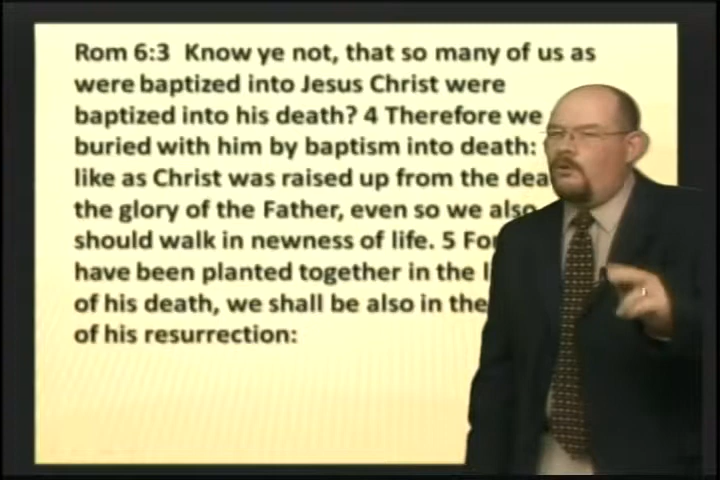 Rom 6:3 Know ye not, that so many of us as
were baptized into Jesus Christ were
baptized into his death? 4 Therefore we
buried with him by baptism into death:
like as Christ was raised up from the
the glory of the Father, even so we also
should walk in newness of life. 5 For
have been planted together in the
of his death, we shall be also in the
of his resurrection: